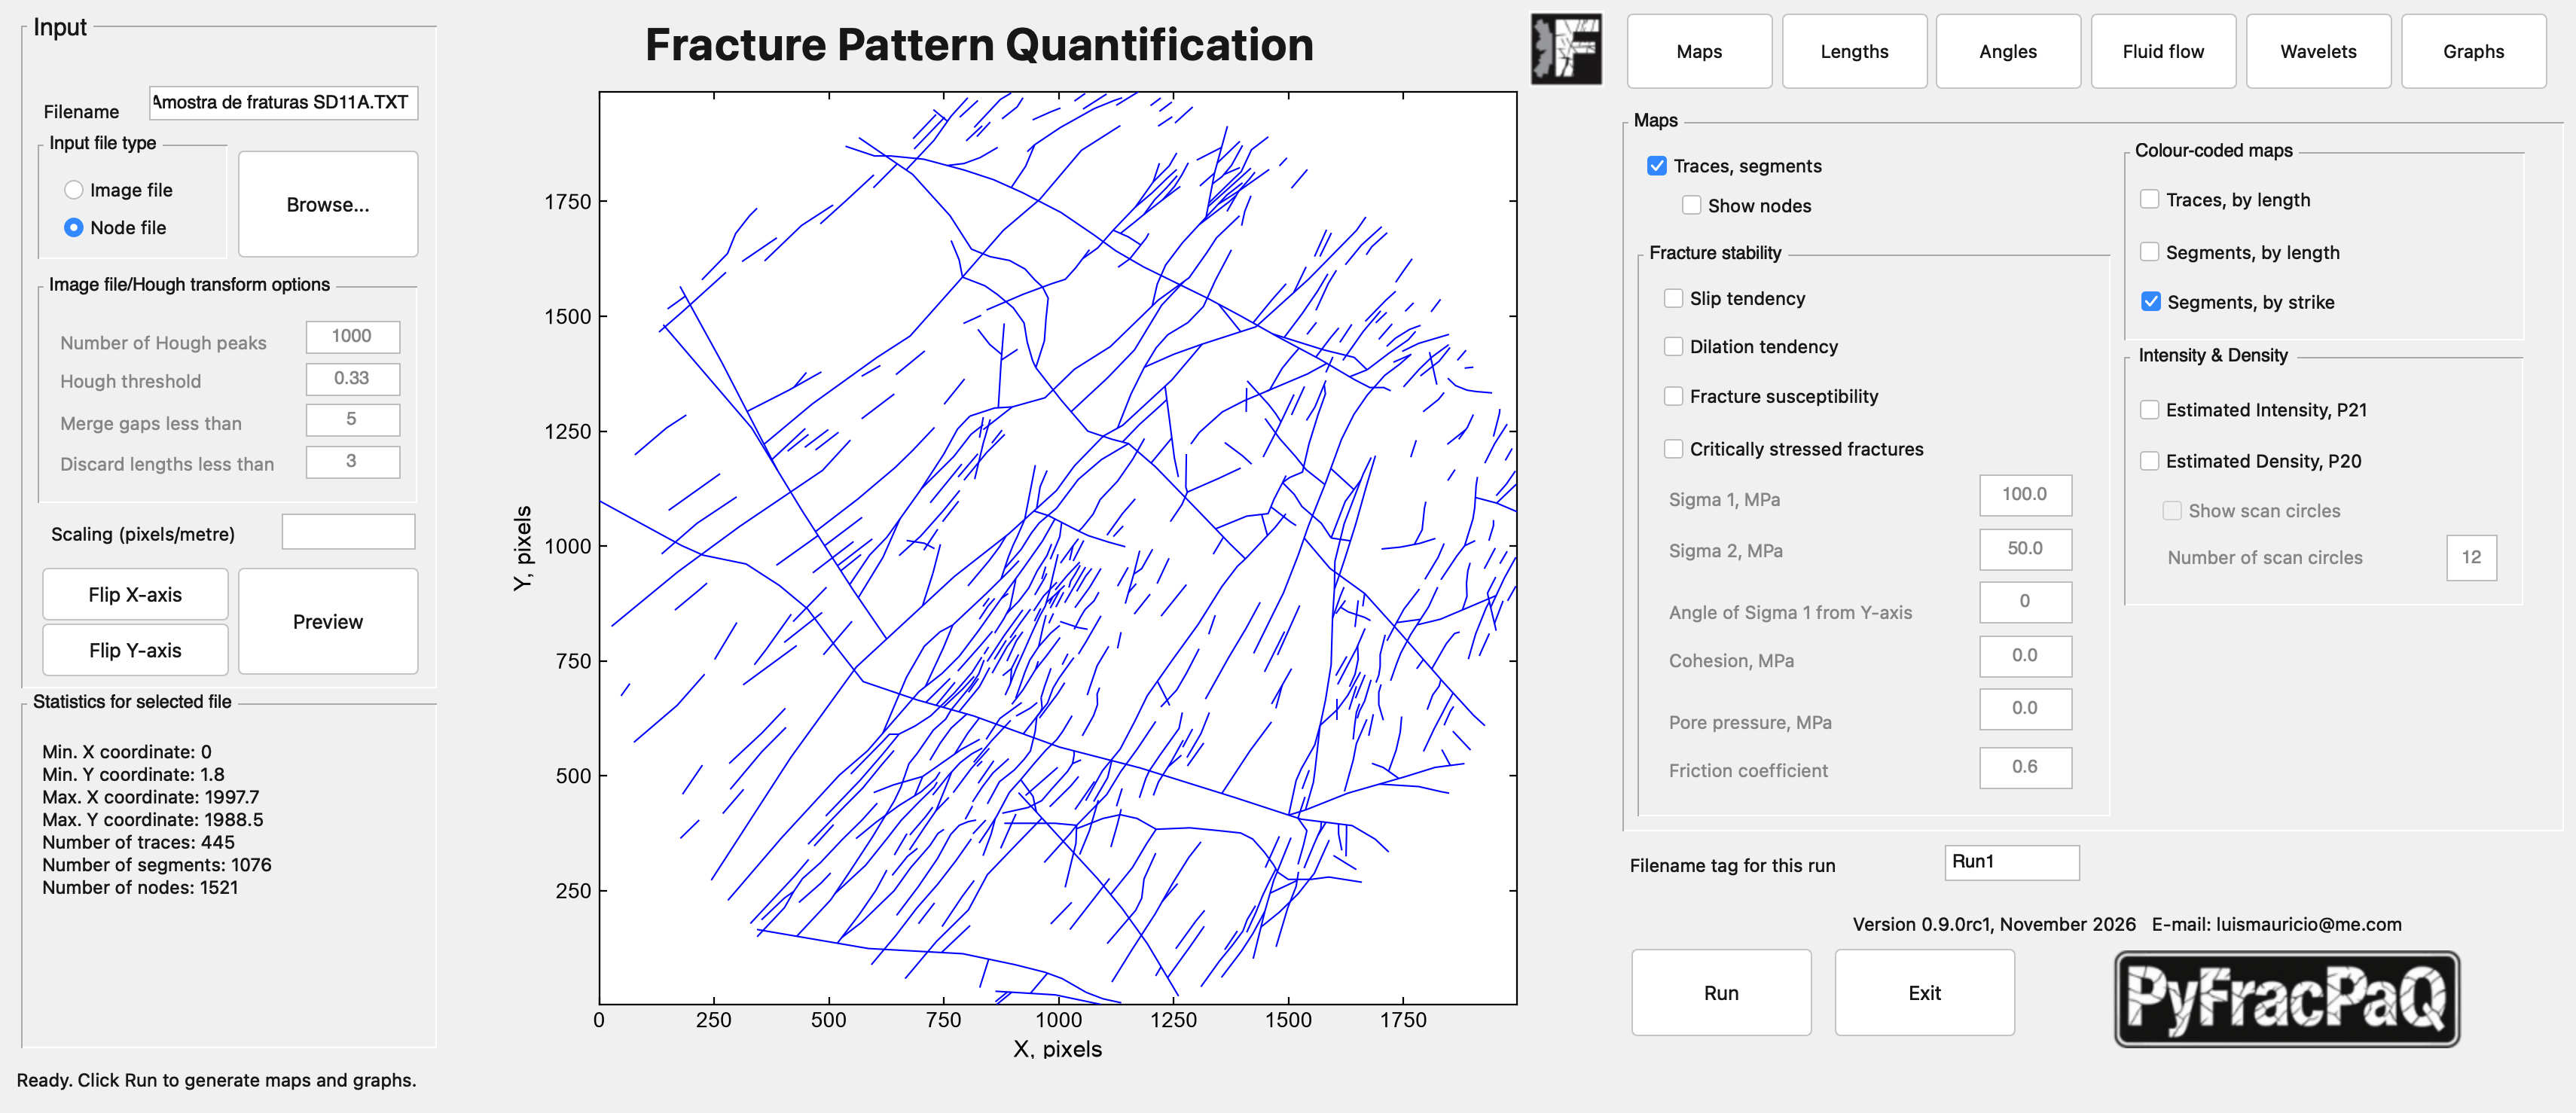 Input
Filename
Amostra de fraturas SD11A.TXT
Input file type
Image file
Node file
Browse...
Image file/Hough transform options
Number of Hough peaks 1000
Hough threshold 0.33
Merge gaps less than 5
Discard lengths less than 3
Scaling (pixels/metre)
Flip X-axis
Flip Y-axis
Preview
Statistics for selected file
Min. X coordinate: 0
Min. Y coordinate: 1.8
Max. X coordinate: 1997.7
Max. Y coordinate: 1988.5
Number of traces: 445
Number of segments: 1076
Number of nodes: 1521
Ready. Click Run to generate maps and graphs.
Fracture Pattern Quantification
Y, pixels
1750
1500
1250
1000
750
500
250
0 250 500 750 1000 1250 1500 1750
X, pixels
F
Maps
Lengths
Angles
Fluid flow
Wavelets
Graphs
Maps
Traces, segments
Show nodes
Fracture stability
Slip tendency
Dilation tendency
Fracture susceptibility
Critically stressed fractures
Sigma 1, MPa 100.0
Sigma 2, MPa 50.0
Angle of Sigma 1 from Y-axis 0
Cohesion, MPa 0.0
Pore pressure, MPa 0.0
Friction coefficient 0.6
Colour-coded maps
Traces, by length
Segments, by length
Segments, by strike
Intensity & Density
Estimated Intensity, P21
Estimated Density, P20
Show scan circles
Number of scan circles 12
Filename tag for this run Run1
Version 0.9.0rc1, November 2026 E-mail: luismauricio@me.com
Run
Exit
PyFracPaQ